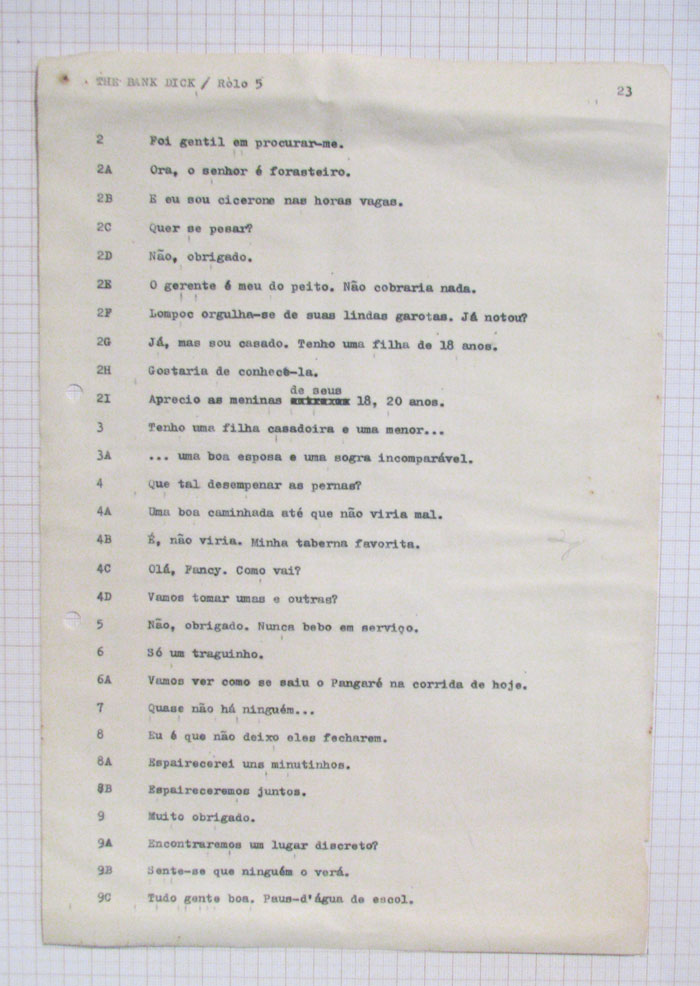 THE BANK DICK / Rôlo 5 23
2 Foi gentil em procurar-me.
2A Ora, o senhor é forasteiro.
2B E eu sou cicerone nas horas vagas.
2C Quer se pesar?
2D Não, obrigado.
2E O gerente é meu do peito. Não cobraria nada.
2F Lompoc orgulha-se de suas lindas garotas. Já notou?
2G Já, mas sou casado. Tenho uma filha de 18 anos.
2H Gostaria de conhecê-la.
de seus
2I Aprecio as meninas 18, 20 anos.
3 Tenho uma filha casadoira e uma menor...
3A ... uma boa esposa e uma sogra incomparável.
4 Que tal desempenar as pernas?
4A Uma boa caminhada até que não viria mal.
4B É, não viria. Minha taberna favorita.
4C Olá, Fancy. Como vai?
4D Vamos tomar umas e outras?
5 Não, obrigado. Nunca bebo em serviço.
6 Só um traguinho.
6A Vamos ver como se saiu o Pangaré na corrida de hoje.
7 Quase não há ninguém...
8 Eu é que não deixo eles fecharem.
8A Espairecerei uns minutinhos.
8B Espaireceremos juntos.
9 Muito obrigado.
9A Encontraremos um lugar discreto?
9B Sente-se que ninguém o verá.
9C Tudo gente boa. Paus-d'água de escol.